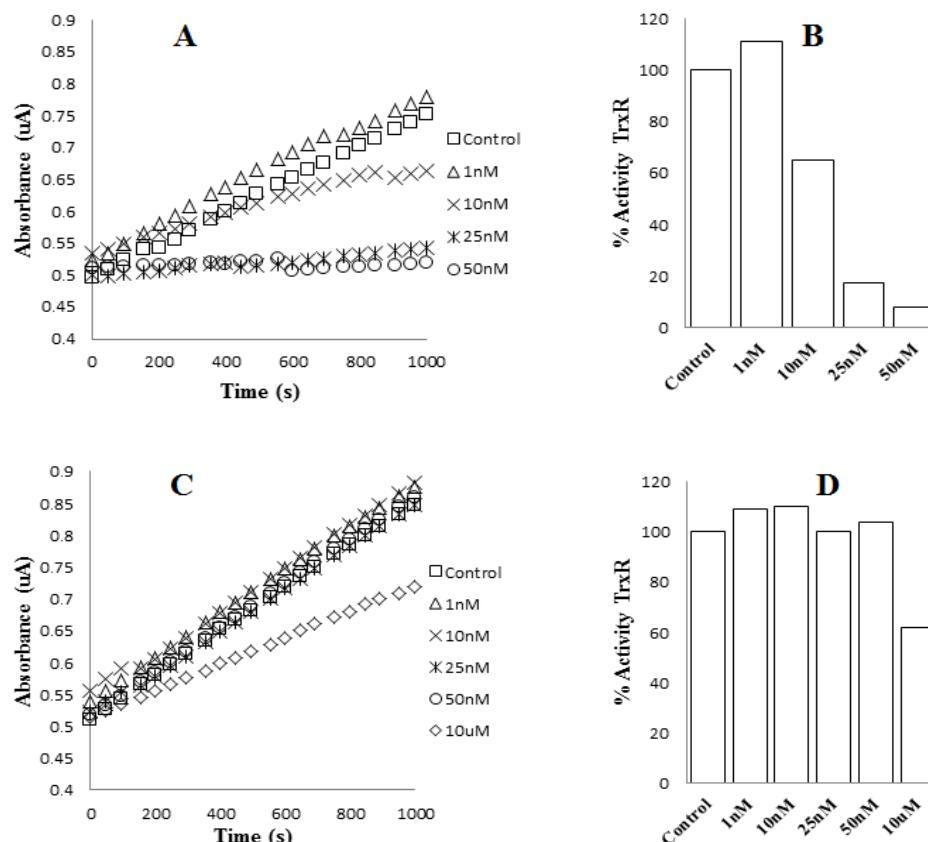 A
0.9
0.85
0.8
0.75
0.7
0.65
0.6
0.55
0.5
0.45
0.4
Absorbance (uA)
0 200 400 600 800 1000
Time (s)
Control
1nM
10nM
25nM
50nM
B
120
100
80
60
40
20
0
% Activity TrxR
Control 1nM 10nM 25nM 50nM
C
0.9
0.85
0.8
0.75
0.7
0.65
0.6
0.55
0.5
0.45
0.4
Absorbance (uA)
0 200 400 600 800 1000
Time (s)
Control
1nM
10nM
25nM
50nM
10uM
D
120
100
80
60
40
20
0
% Activity TrxR
Control 1nM 10nM 25nM 50nM 10uM